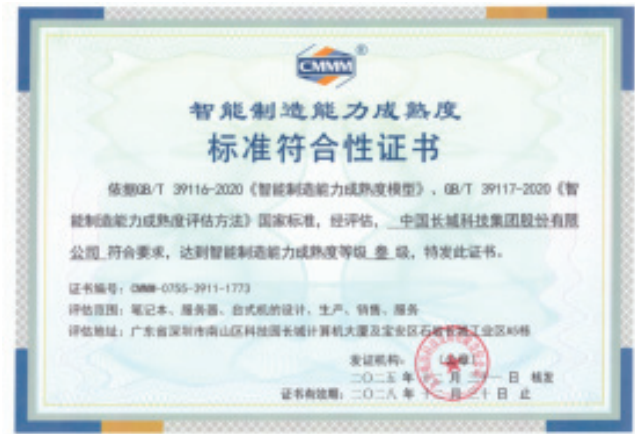 CMMM
®
智能制造能力成熟度
标准符合性证书
依据GB/T 39116-2020《智能制造能力成熟度模型》、GB/T 39117-2020《智
能制造能力成熟度评估方法》国家标准，经评估，中国长城科技集团股份有限
公司 符合要求，达到智能制造能力成熟度等级 叁 级，特发此证书。
证书编号：CMMM-0755-3911-1773
评估范围：笔记本、服务器、台式机的设计、生产、销售、服务
评估地址：广东省深圳市南山区科技园长城计算机大厦及宝安区石岩 工业区
发证机构：
二〇二五 年 月 一 日 核发
证书有效期：二〇二八 年 十 月 十日 止